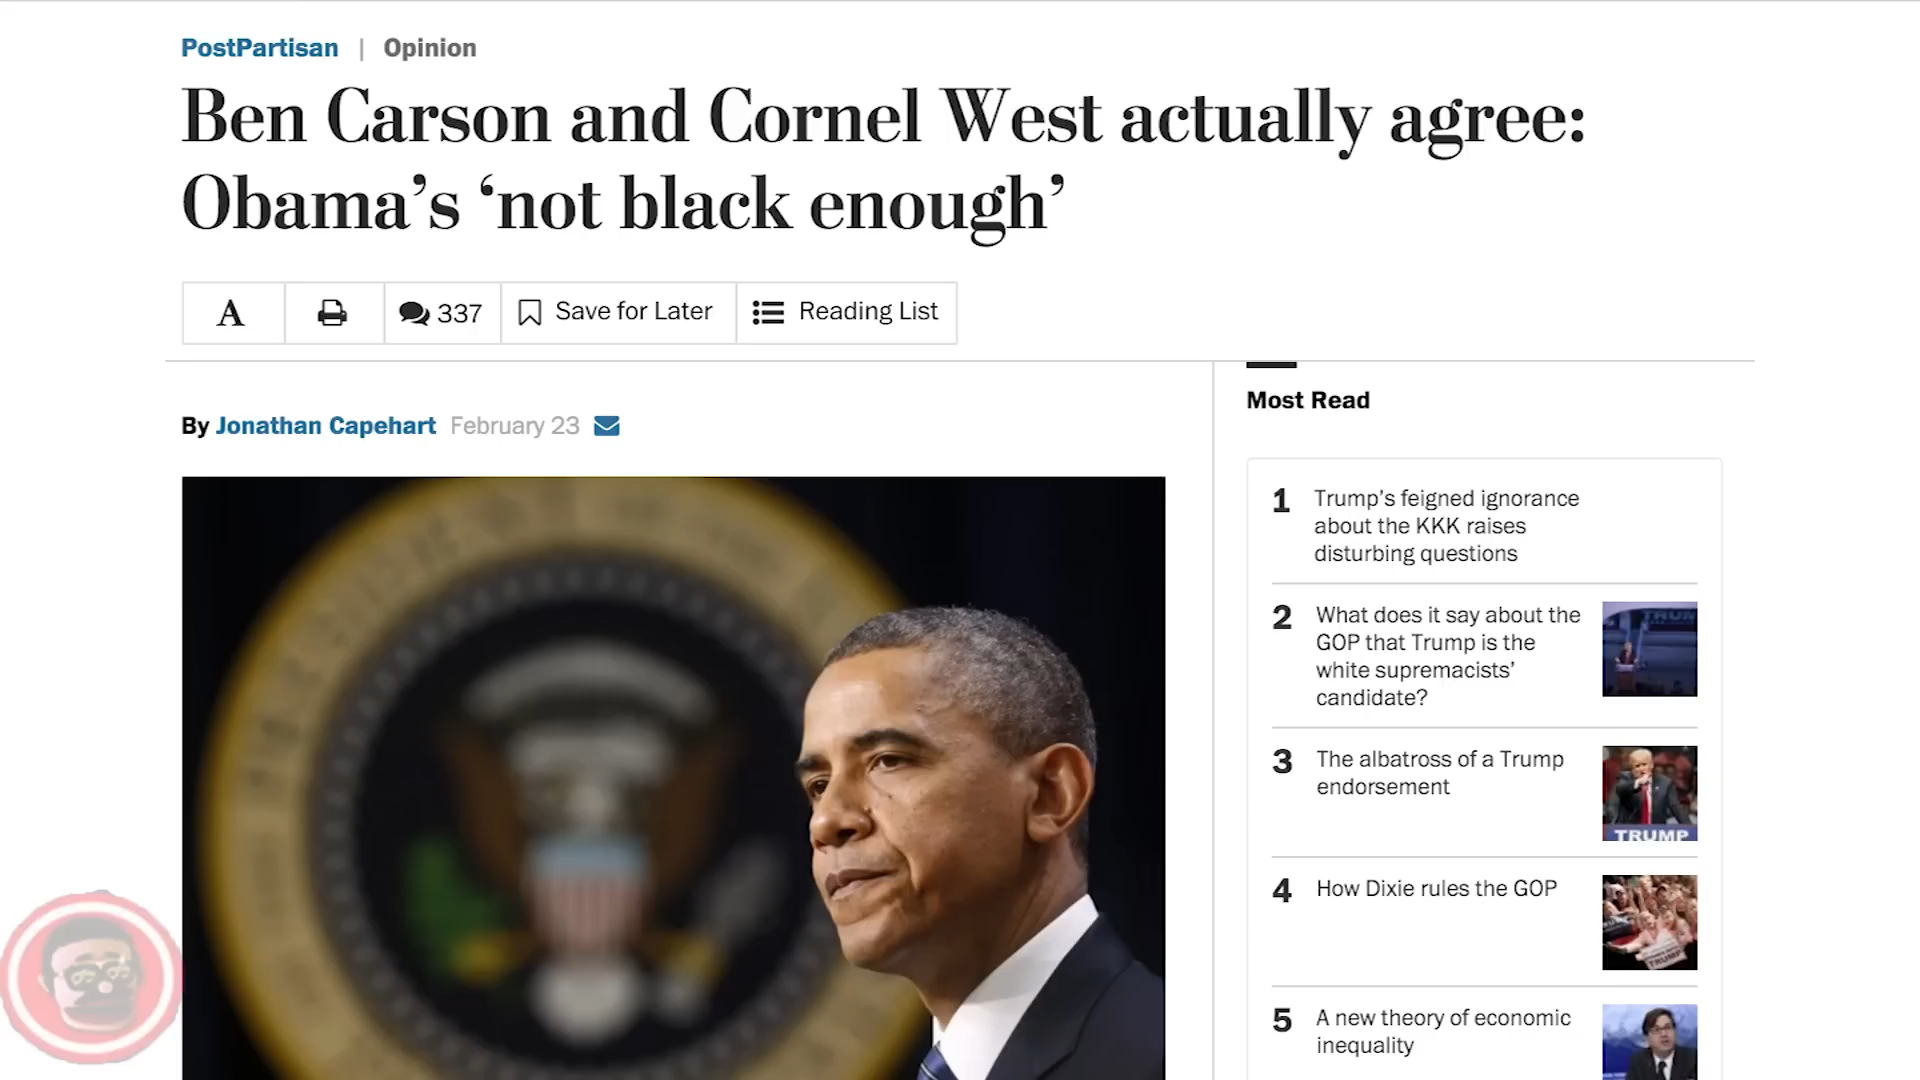 PostPartisan | Opinion
Ben Carson and Cornel West actually agree:
Obama’s ‘not black enough’
A 337 Save for Later Reading List
By Jonathan Capehart February 23
Most Read
1 Trump’s feigned ignorance
about the KKK raises
disturbing questions
2 What does it say about the
GOP that Trump is the
white supremacists’
candidate?
TRUMP
3 The albatross of a Trump
endorsement
TRUMP
4 How Dixie rules the GOP
TRUMP
5 A new theory of economic
inequality